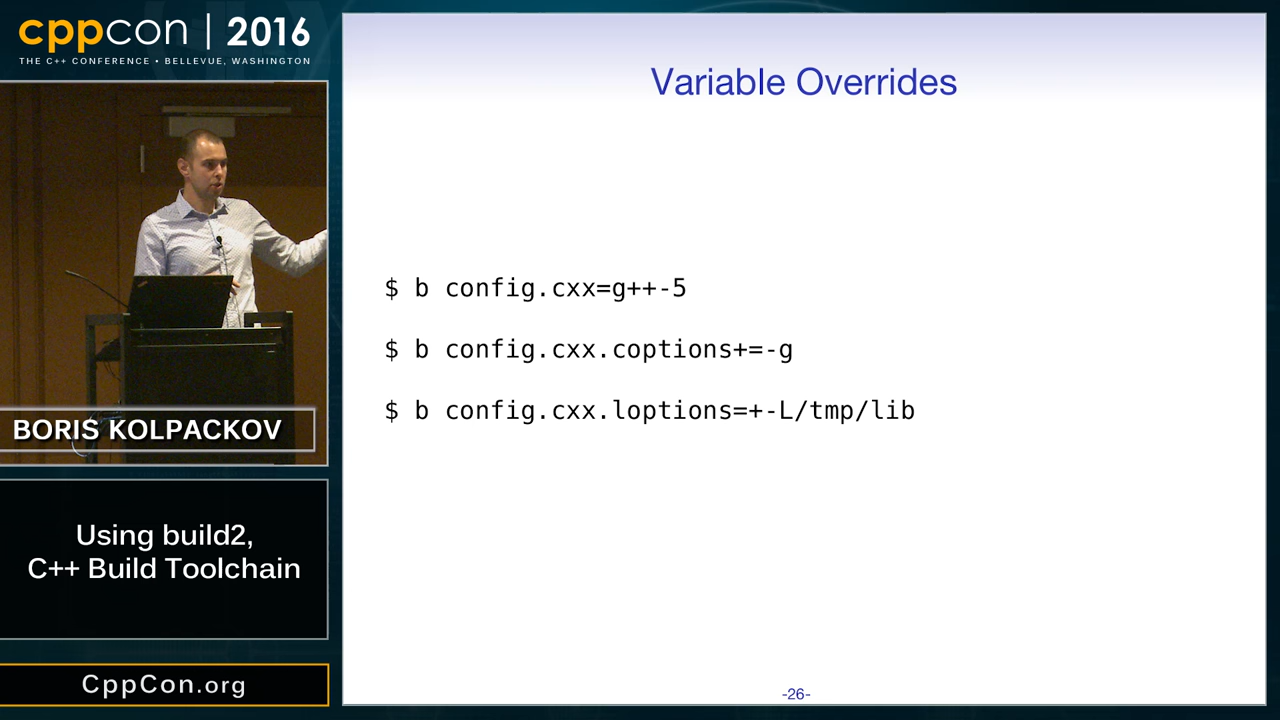 cppcon | 2016
THE C++ CONFERENCE • BELLEVUE, WASHINGTON
BORIS KOLPACKOV
Using build2,
C++ Build Toolchain
CppCon.org
Variable Overrides
$ b config.cxx=g++-5
$ b config.cxx.coptions+=-g
$ b config.cxx.loptions=+-L/tmp/lib
-26-